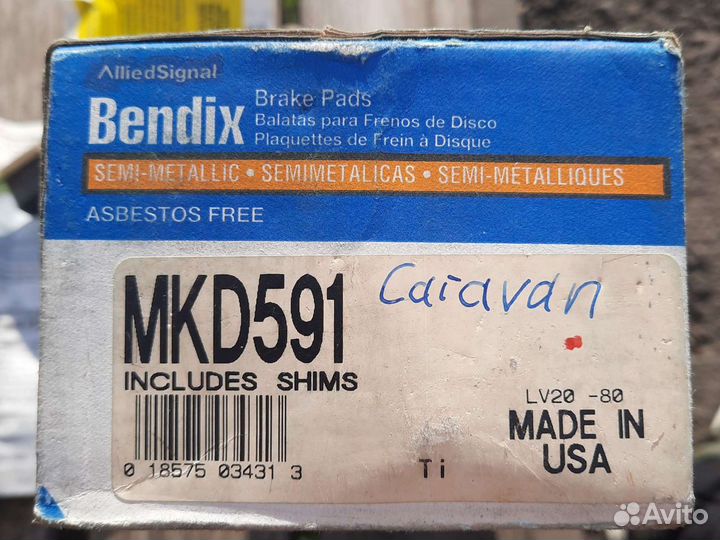 AlliedSignal
Bendix
Brake Pads
Balatas para Frenos de Disco
Plaquettes de Frein à Disque
SEMI-METALLIC • SEMIMETALICAS • SEMI-MÉTALLIQUES
ASBESTOS FREE
MKD591
Caravan
INCLUDES SHIMS
LV20 -80
MADE IN
USA
0 18575 03431 3
Ti
Avito